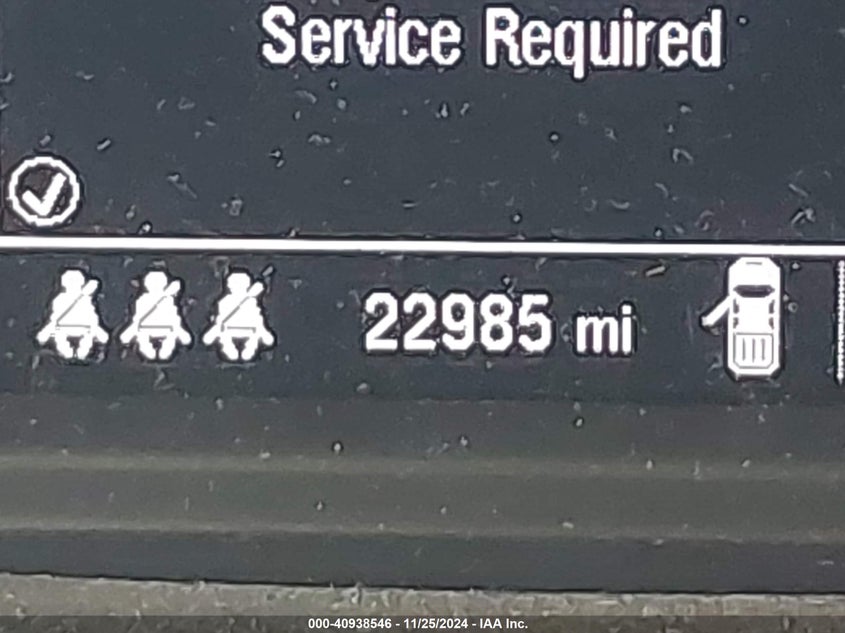 Service Required
22985 mi
000-40938546 - 11/25/2024 - IAA Inc.